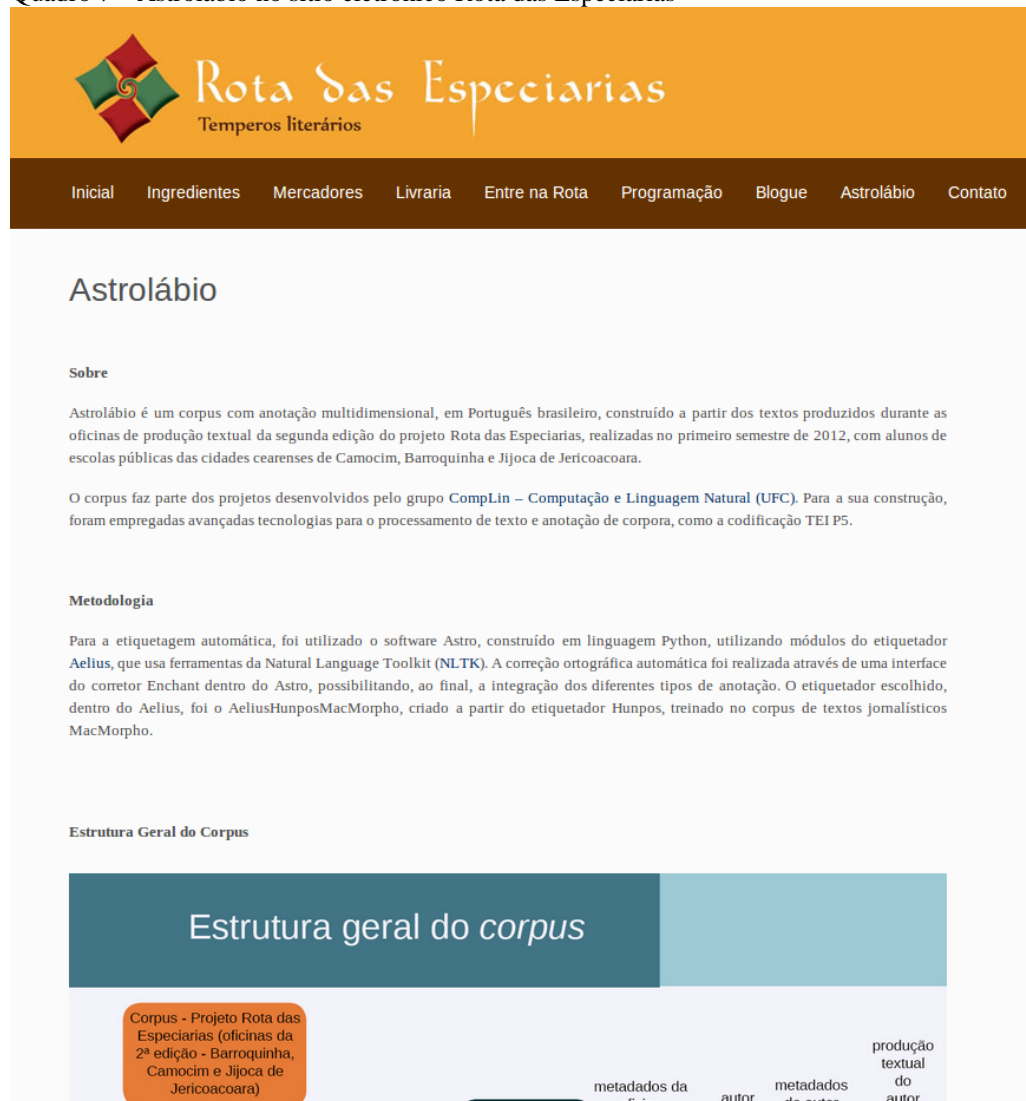 Rota das Especiarias
Temperos literários
Inicial Ingredientes Mercadores Livraria Entre na Rota Programação Blogue Astrolábio Contato
Astrolábio
Sobre
Astrolábio é um corpus com anotação multidimensional, em Português brasileiro, construído a partir dos textos produzidos durante as
oficinas de produção textual da segunda edição do projeto Rota das Especiarias, realizadas no primeiro semestre de 2012, com alunos de
escolas públicas das cidades cearenses de Camocim, Barroquinha e Jijoca de Jericoacoara.
O corpus faz parte dos projetos desenvolvidos pelo grupo CompLin – Computação e Linguagem Natural (UFC). Para a sua construção,
foram empregadas avançadas tecnologias para o processamento de texto e anotação de corpora, como a codificação TEI P5.
Metodologia
Para a etiquetagem automática, foi utilizado o software Astro, construído em linguagem Python, utilizando módulos do etiquetador
Aelius, que usa ferramentas da Natural Language Toolkit (NLTK). A correção ortográfica automática foi realizada através de uma interface
do corretor Enchant dentro do Astro, possibilitando, ao final, a integração dos diferentes tipos de anotação. O etiquetador escolhido,
dentro do Aelius, foi o AeliusHunposMacMorpho, criado a partir do etiquetador Hunpos, treinado no corpus de textos jornalísticos
MacMorpho.
Estrutura Geral do Corpus
Estrutura geral do corpus
Corpus - Projeto Rota das
Especiarias (oficinas da
2ª edição - Barroquinha,
Camocim e Jijoca de
Jericoacoara)
metadados da
autor
metadados
produção
textual
do
autor